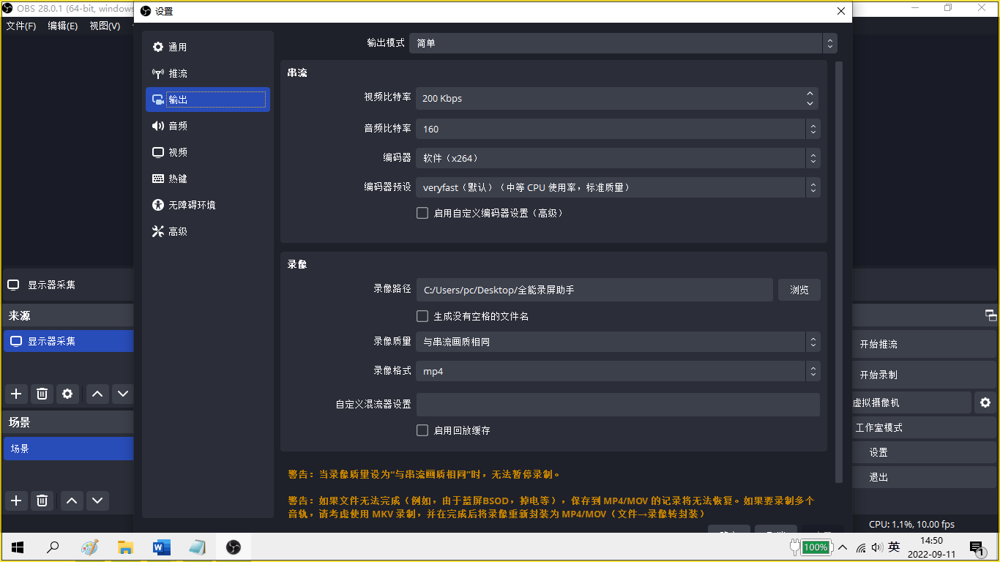 OBS 28.0.1 (64-bit, windows
设置
文件(F) 编辑(E) 视图(V)
通用
推流
输出
音频
视频
热键
无障碍环境
高级
输出模式 简单
串流
视频比特率 200 Kbps
音频比特率 160
编码器 软件（x264）
编码器预设 veryfast（默认）（中等 CPU 使用率，标准质量）
启用自定义编码器设置（高级）
录像
录像路径 C:/Users/pc/Desktop/全能录屏助手 浏览
生成没有空格的文件名
录像质量 与串流画质相同
录像格式 mp4
自定义混流器设置
启用回放缓存
警告：当录像质量设为“与串流画质相同”时，无法暂停录制。
警告：如果文件无法完成（例如，由于蓝屏BSOD，掉电等），保存到 MP4/MOV 的记录将无法恢复。如果要录制多个
音轨，请考虑使用 MKV 录制，并在完成后将录像重新封装为 MP4/MOV（文件→录像转封装）
显示器采集
来源
显示器采集
场景
场景
开始推流
开始录制
虚拟摄像机
工作室模式
设置
退出
CPU: 1.1%, 10.00 fps
100%
英
14:50
2022-09-11
1